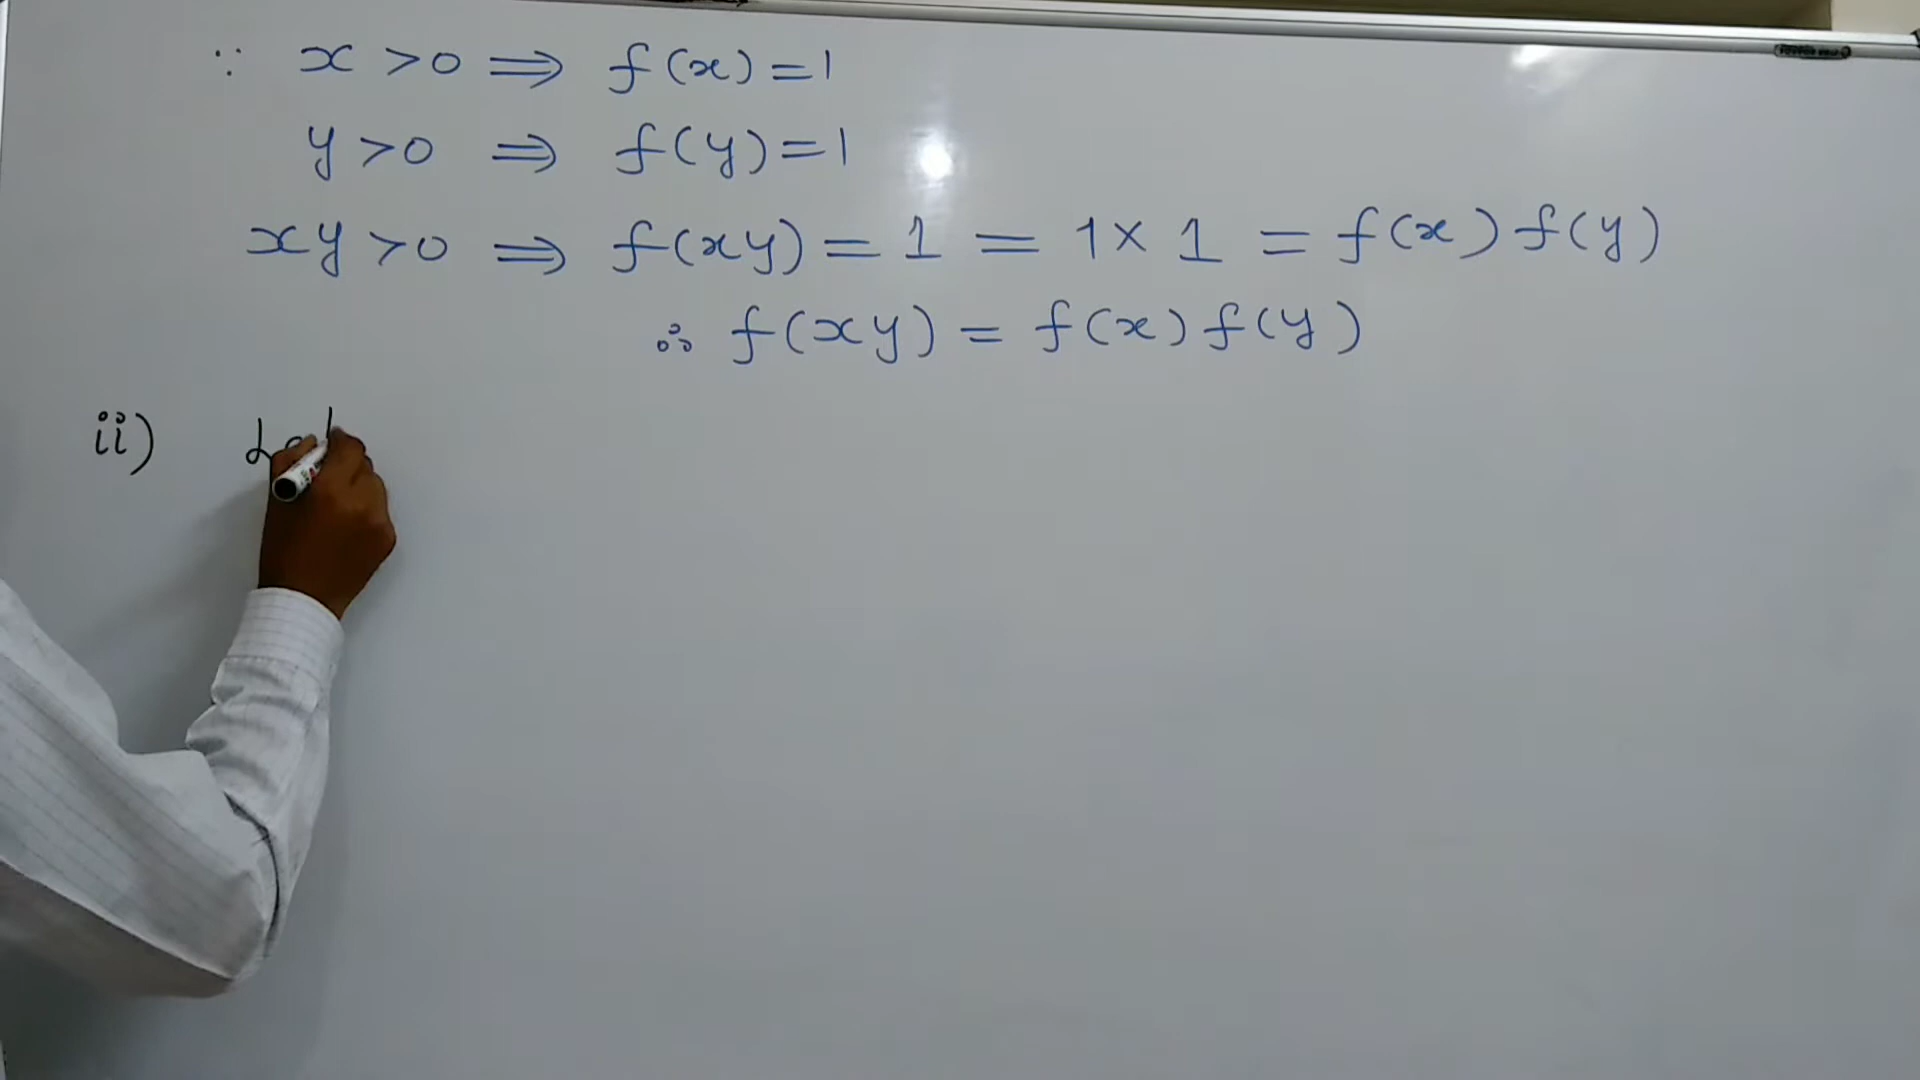 ∵ x > 0 ⟹ f(x) = 1
y > 0 ⟹ f(y) = 1
xy > 0 ⟹ f(xy) = 1 = 1 × 1 = f(x) f(y)
∴ f(xy) = f(x) f(y)
ii)